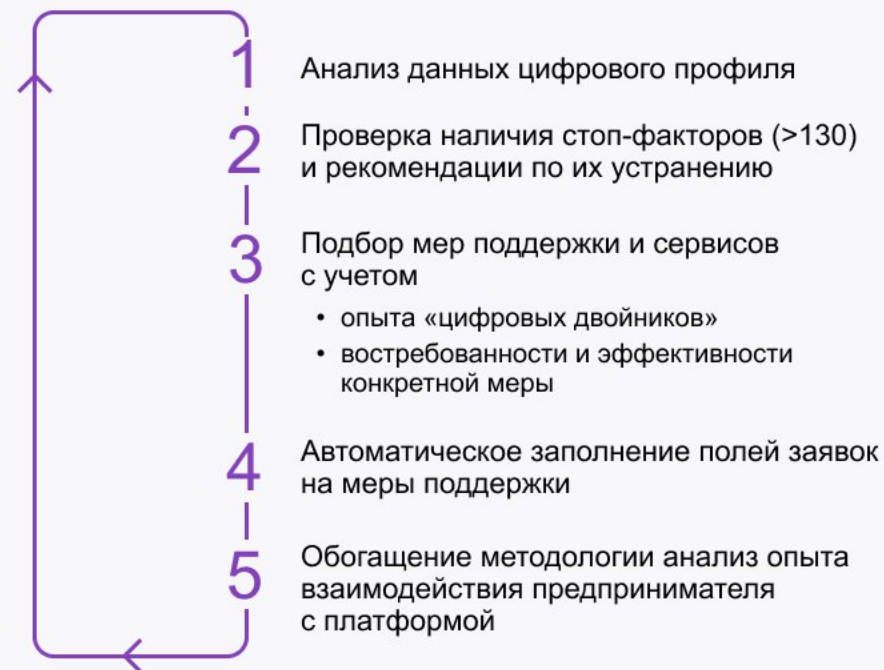 1
Анализ данных цифрового профиля
2
Проверка наличия стоп-факторов (>130)
и рекомендации по их устранению
3
Подбор мер поддержки и сервисов
с учетом
• опыта «цифровых двойников»
• востребованности и эффективности
конкретной меры
4
Автоматическое заполнение полей заявок
на меры поддержки
5
Обогащение методологии анализ опыта
взаимодействия предпринимателя
с платформой